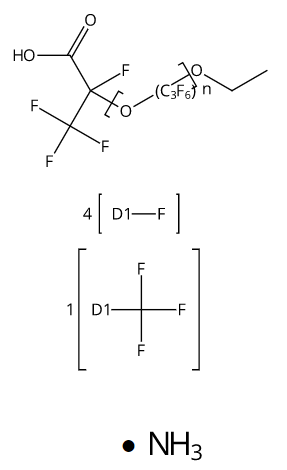 O
HO
F
O
(C₃F₆)
n
O
F
F
F
4 [ D1—F ]
F
1 [ D1 F ]
F
• NH₃